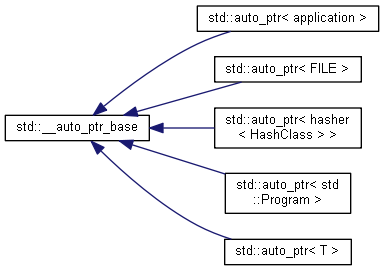 std::auto_ptr< application >
std::auto_ptr< FILE >
std::__auto_ptr_base
std::auto_ptr< hasher
< HashClass > >
std::auto_ptr< std
::Program >
std::auto_ptr< T >